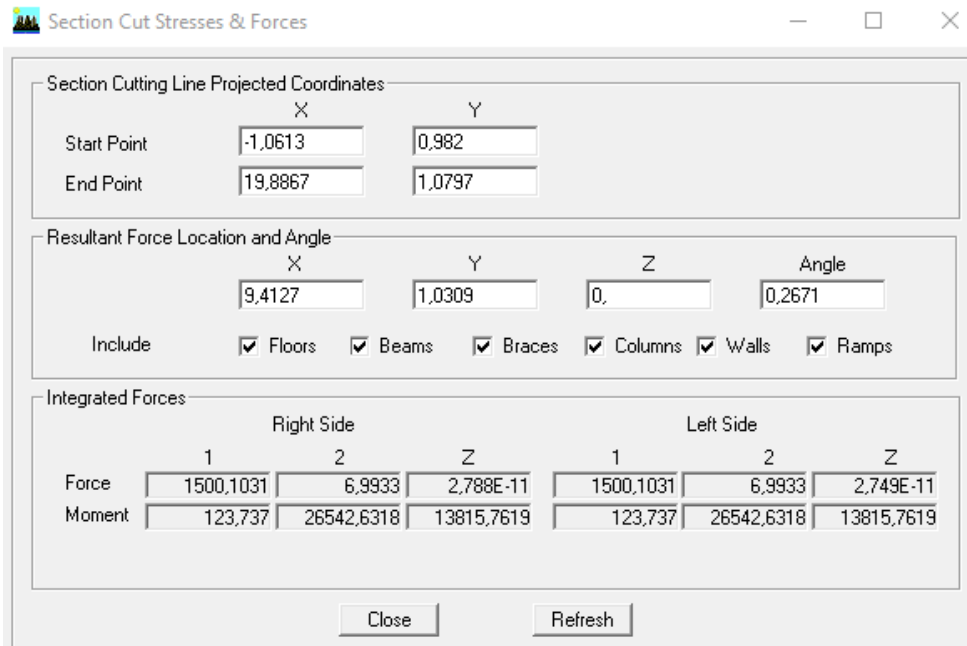 Section Cut Stresses & Forces
Section Cutting Line Projected Coordinates
X Y
Start Point -1,0613 0,982
End Point 19,8867 1,0797
Resultant Force Location and Angle
X Y Z Angle
9,4127 1,0309 0, 0,2671
Include Floors Beams Braces Columns Walls Ramps
Integrated Forces
Right Side Left Side
1 2 Z 1 2 Z
Force 1500,1031 6,9933 2,788E-11 1500,1031 6,9933 2,749E-11
Moment 123,737 26542,6318 13815,7619 123,737 26542,6318 13815,7619
Close Refresh